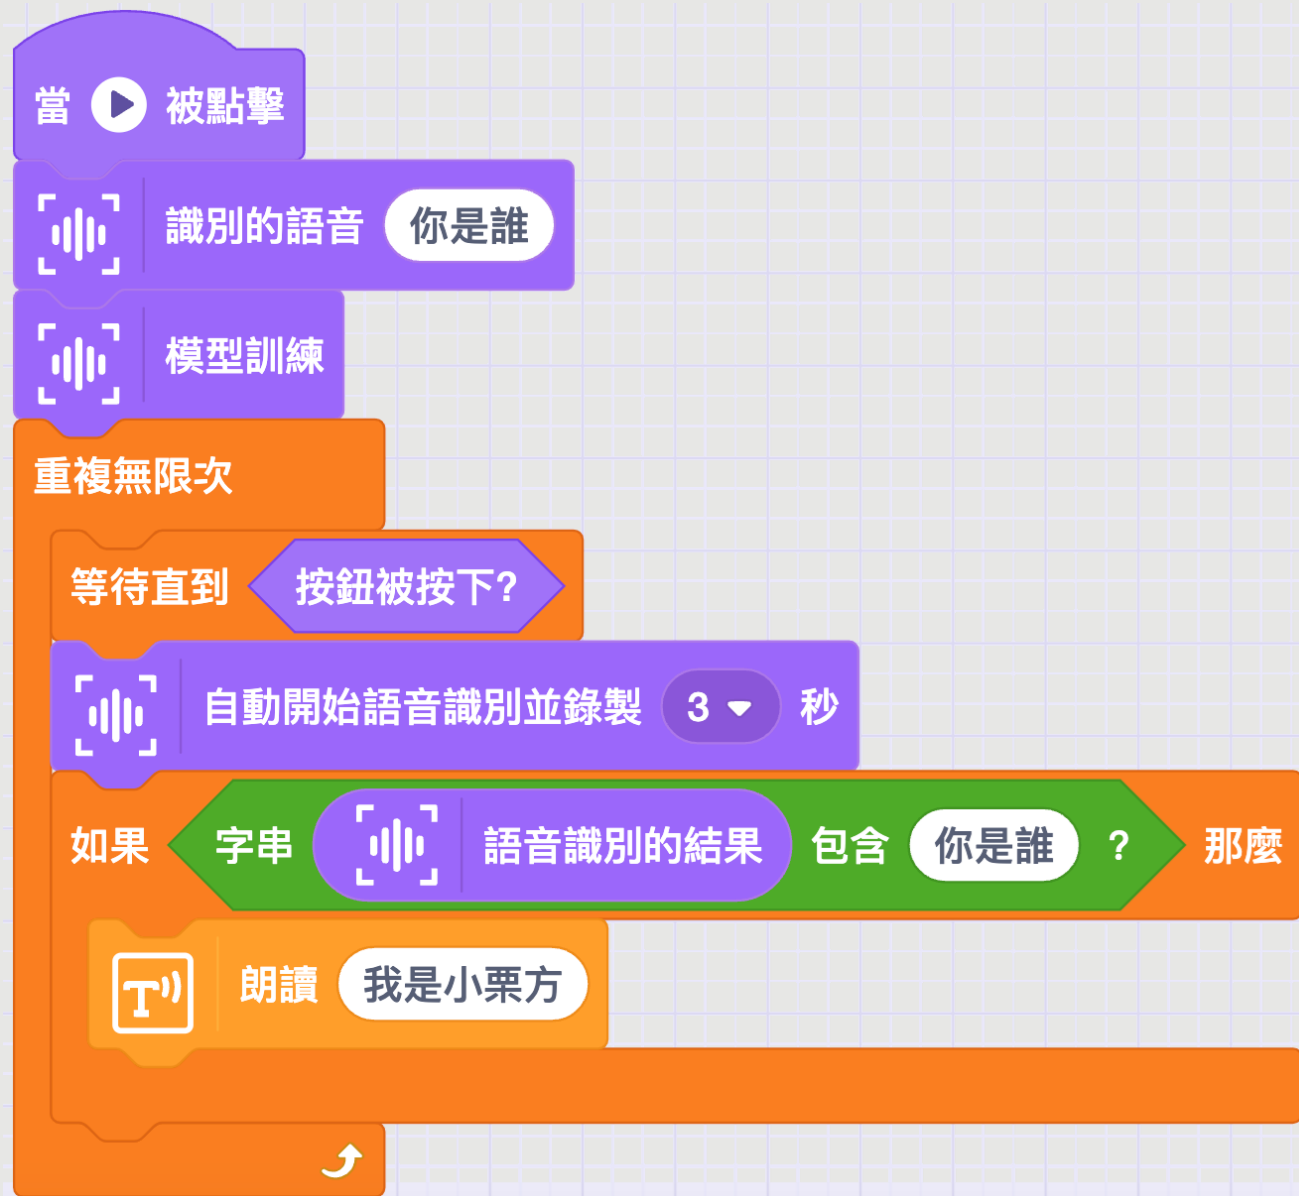 當 被點擊
識別的語音 你是誰
模型訓練
重複無限次
等待直到 按鈕被按下?
自動開始語音識別並錄製 3 秒
如果 字串 語音識別的結果 包含 你是誰 ? 那麼
T 朗讀 我是小栗方